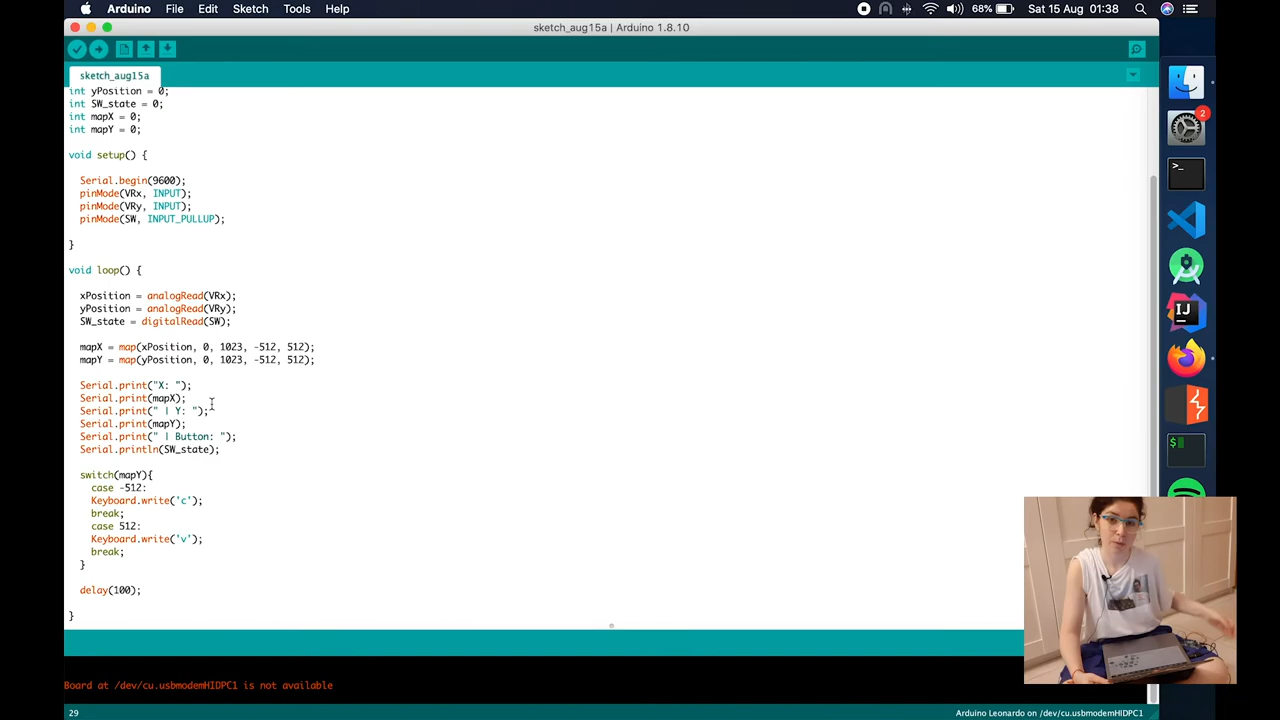 Arduino File Edit Sketch Tools Help 68% Sat 15 Aug 01:38
sketch_aug15a | Arduino 1.8.10
sketch_aug15a
int yPosition = 0;
int SW_state = 0;
int mapX = 0;
int mapY = 0;
void setup() {
Serial.begin(9600);
pinMode(VRx, INPUT);
pinMode(VRy, INPUT);
pinMode(SW, INPUT_PULLUP);
}
void loop() {
xPosition = analogRead(VRx);
yPosition = analogRead(VRy);
SW_state = digitalRead(SW);
mapX = map(xPosition, 0, 1023, -512, 512);
mapY = map(yPosition, 0, 1023, -512, 512);
Serial.print("X: ");
Serial.print(mapX);
Serial.print(" | Y: ");
Serial.print(mapY);
Serial.print(" | Button: ");
Serial.println(SW_state);
switch(mapY){
case -512:
Keyboard.write('c');
break;
case 512:
Keyboard.write('v');
break;
}
delay(100);
}
Board at /dev/cu.usbmodemHIDPC1 is not available
29 Arduino Leonardo on /dev/cu.usbmodemHIDPC1
2
>_
IJ
$